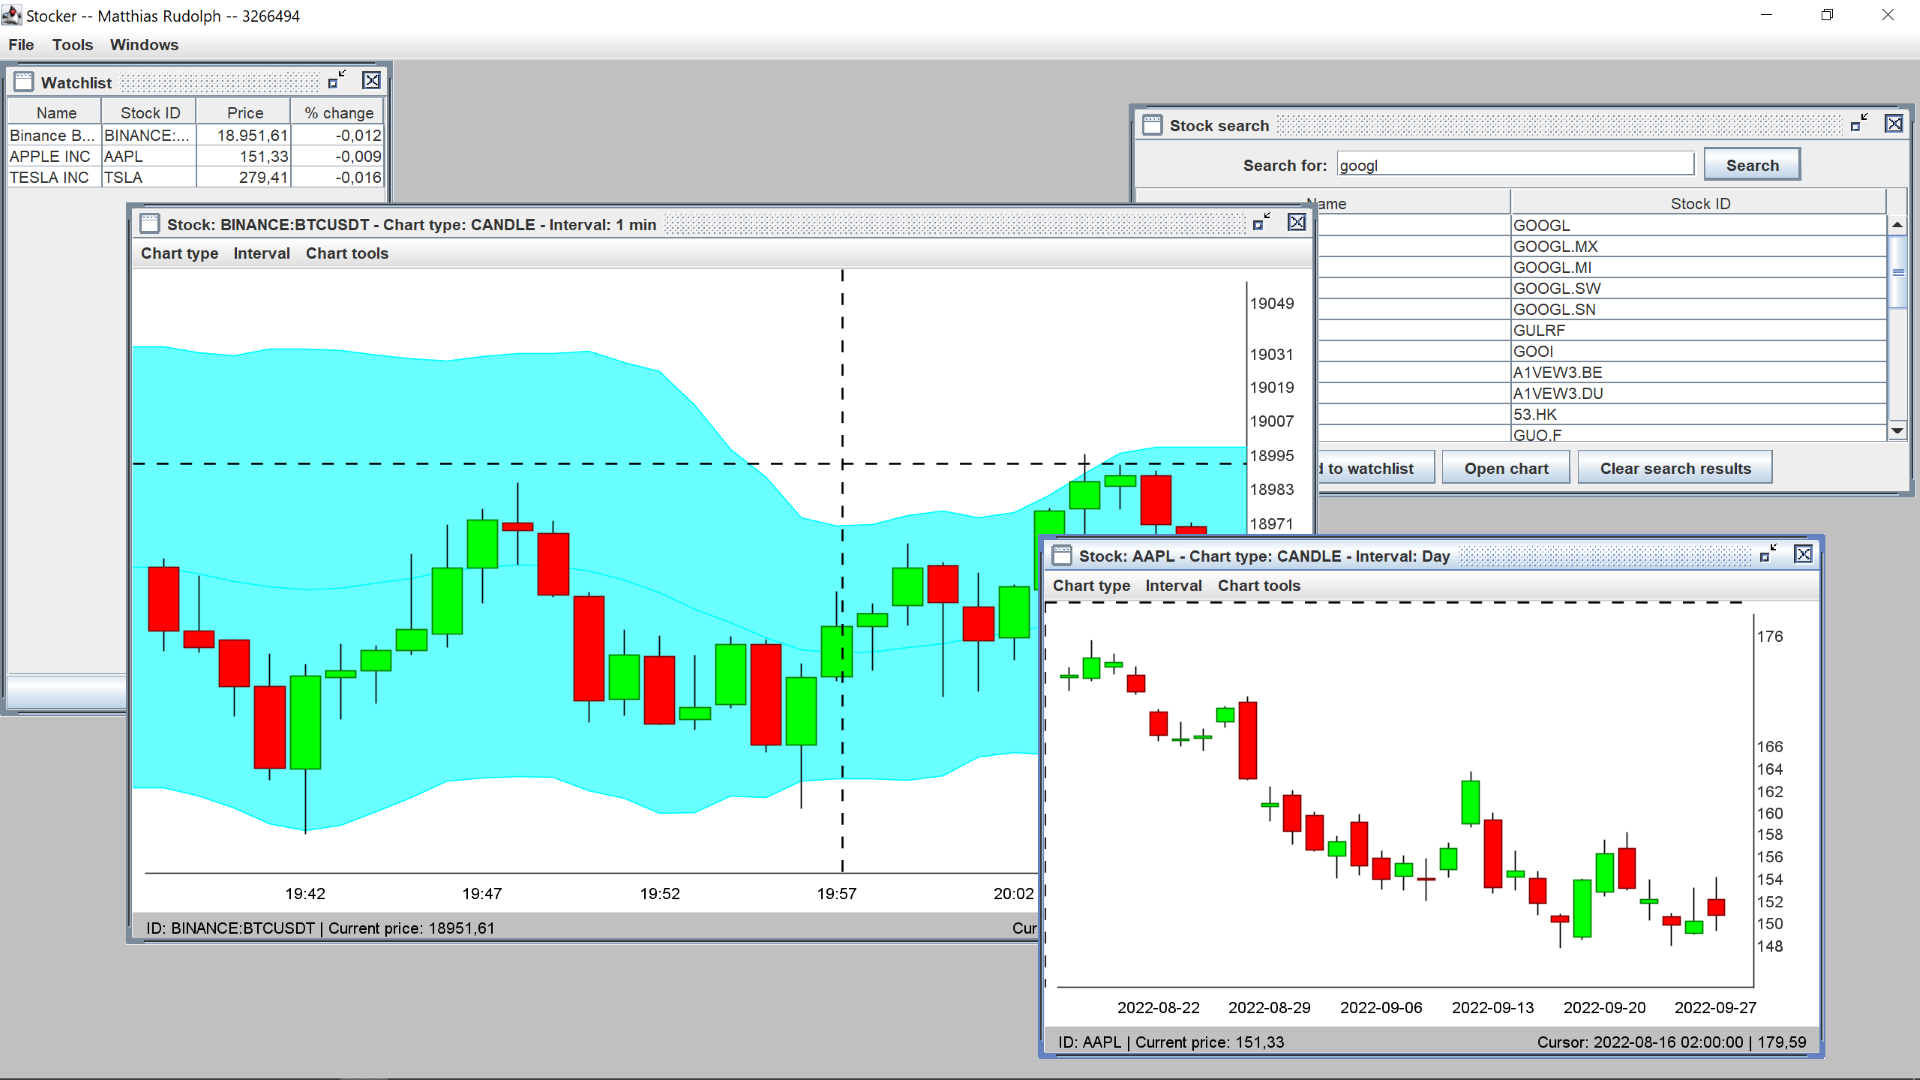 Stocker -- Matthias Rudolph -- 3266494
File Tools Windows
Watchlist
Name Stock ID Price % change
Binance B... BINANCE:... 18.951,61 -0,012
APPLE INC AAPL 151,33 -0,009
TESLA INC TSLA 279,41 -0,016
Stock search
Search for: googl Search
Name Stock ID
GOOGL
GOOGL.MX
GOOGL.MI
GOOGL.SW
GOOGL.SN
GULRF
GOOI
A1VEW3.BE
A1VEW3.DU
53.HK
GUO.F
d to watchlist Open chart Clear search results
Stock: BINANCE:BTCUSDT - Chart type: CANDLE - Interval: 1 min
Chart type Interval Chart tools
19049
19031
19019
19007
18995
18983
18971
19:42 19:47 19:52 19:57 20:02
ID: BINANCE:BTCUSDT | Current price: 18951,61 Cur
Stock: AAPL - Chart type: CANDLE - Interval: Day
Chart type Interval Chart tools
176
166
164
162
160
158
156
154
152
150
148
2022-08-22 2022-08-29 2022-09-06 2022-09-13 2022-09-20 2022-09-27
ID: AAPL | Current price: 151,33 Cursor: 2022-08-16 02:00:00 | 179,59